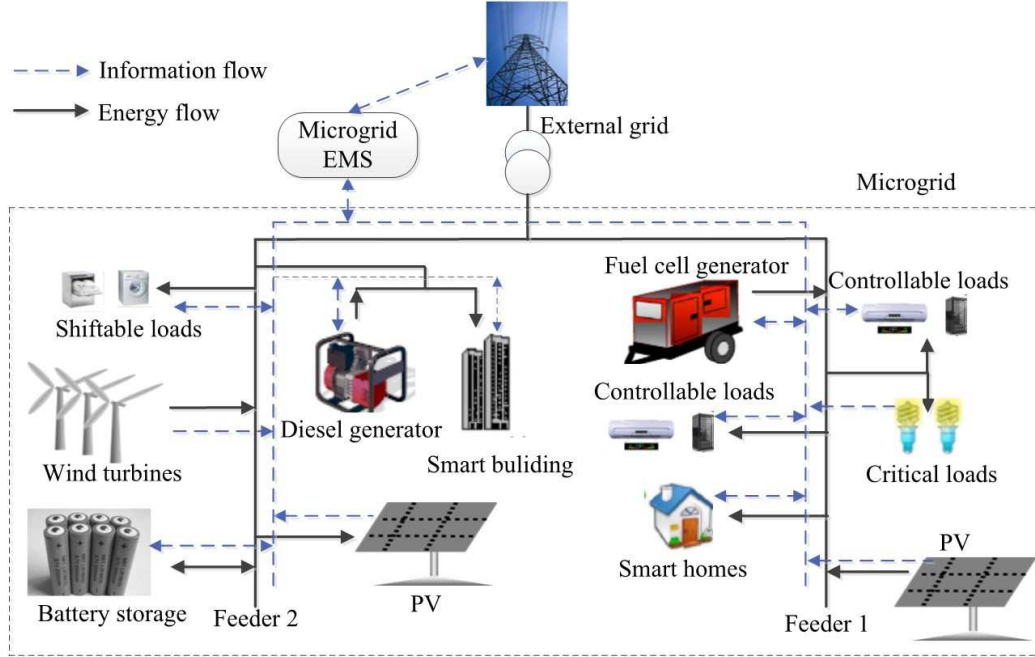 Information flow
Energy flow
External grid
Microgrid
EMS
Microgrid
Shiftable loads
Fuel cell generator
Controllable loads
Wind turbines
Diesel generator
Smart buliding
Controllable loads
Critical loads
Battery storage
Feeder 2
PV
Smart homes
Feeder 1
PV